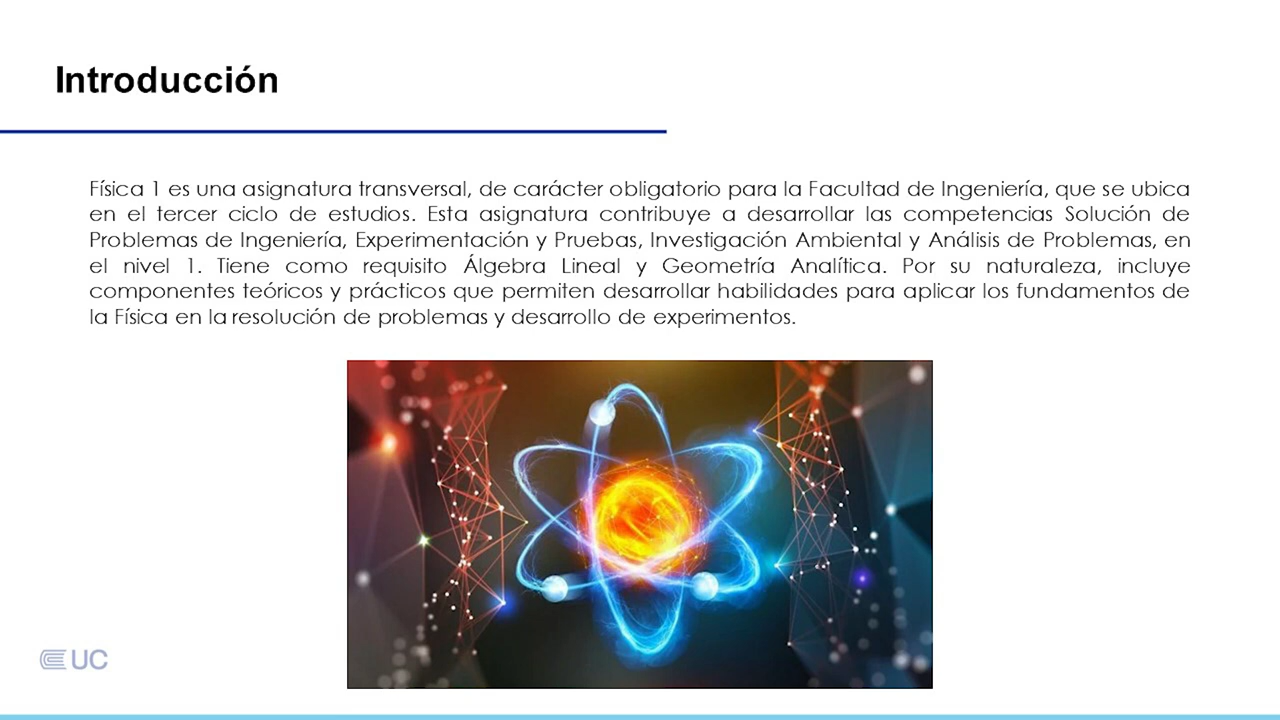 Introducción
Física 1 es una asignatura transversal, de carácter obligatorio para la Facultad de Ingeniería, que se ubica
en el tercer ciclo de estudios. Esta asignatura contribuye a desarrollar las competencias Solución de
Problemas de Ingeniería, Experimentación y Pruebas, Investigación Ambiental y Análisis de Problemas, en
el nivel 1. Tiene como requisito Álgebra Lineal y Geometría Analítica. Por su naturaleza, incluye
componentes teóricos y prácticos que permiten desarrollar habilidades para aplicar los fundamentos de
la Física en la resolución de problemas y desarrollo de experimentos.
UC